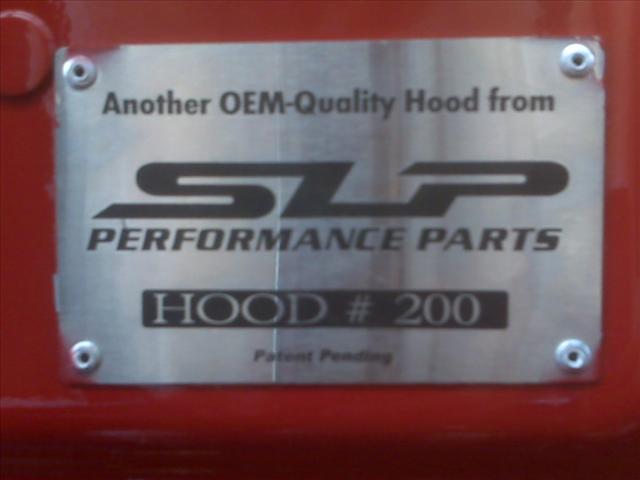 Another OEM-Quality Hood from
SLP
PERFORMANCE PARTS
HOOD # 200
Patent Pending